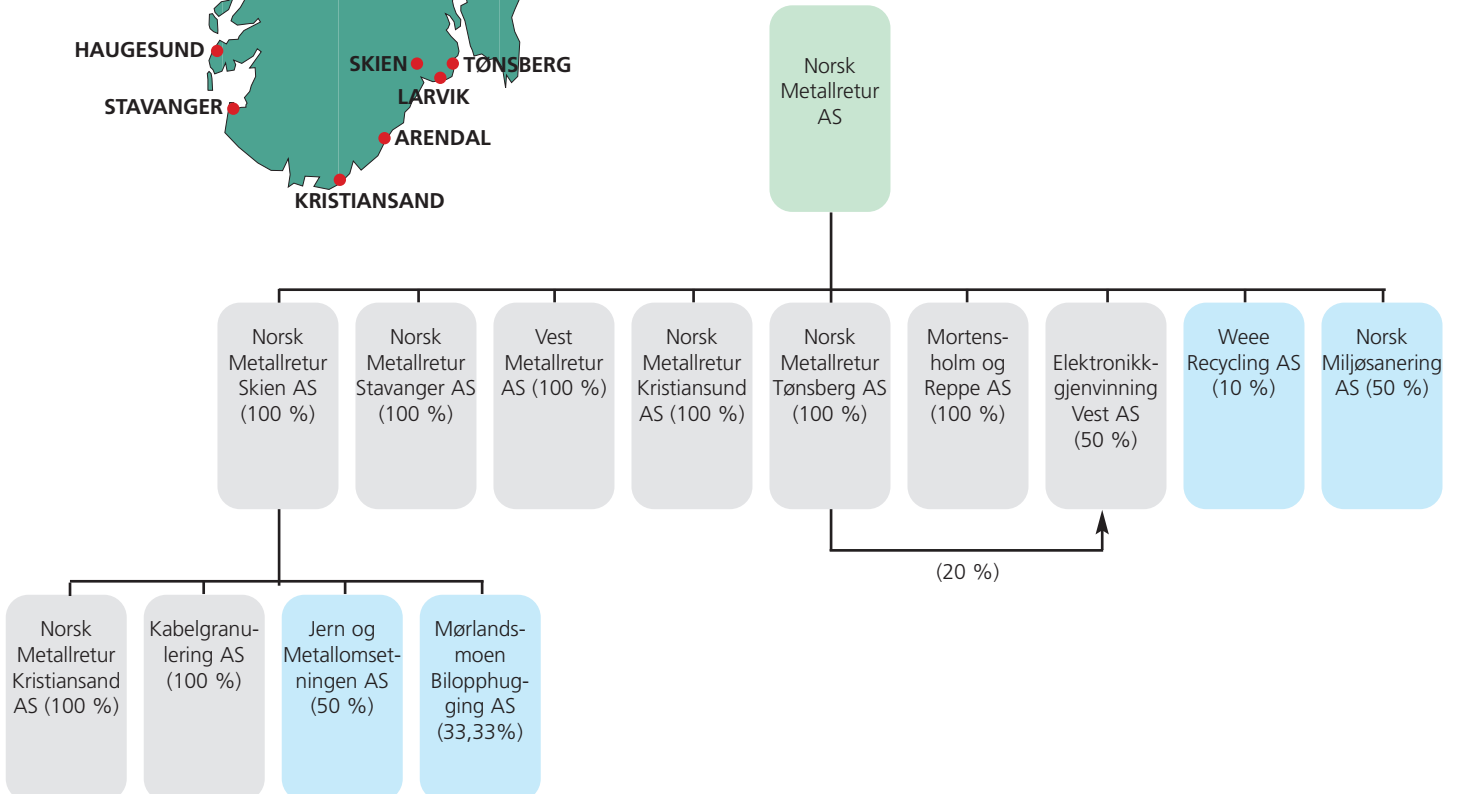 HAUGESUND
SKIEN
TØNSBERG
LARVIK
STAVANGER
ARENDAL
KRISTIANSAND
Norsk
Metallretur
AS
Norsk
Metallretur
Skien AS
(100 %)
Norsk
Metallretur
Stavanger AS
(100 %)
Vest
Metallretur
AS (100 %)
Norsk
Metallretur
Kristiansund
AS (100 %)
Norsk
Metallretur
Tønsberg AS
(100 %)
Mortens-
holm og
Reppe AS
(100 %)
Elektronikk-
gjenvinning
Vest AS
(50 %)
Weee
Recycling AS
(10 %)
Norsk
Miljøsanering
AS (50 %)
(20 %)
Norsk
Metallretur
Kristiansand
AS (100 %)
Kabelgranu-
lering AS
(100 %)
Jern og
Metallomset-
ningen AS
(50 %)
Mørlands-
moen
Bilopphug-
ging AS
(33,33%)